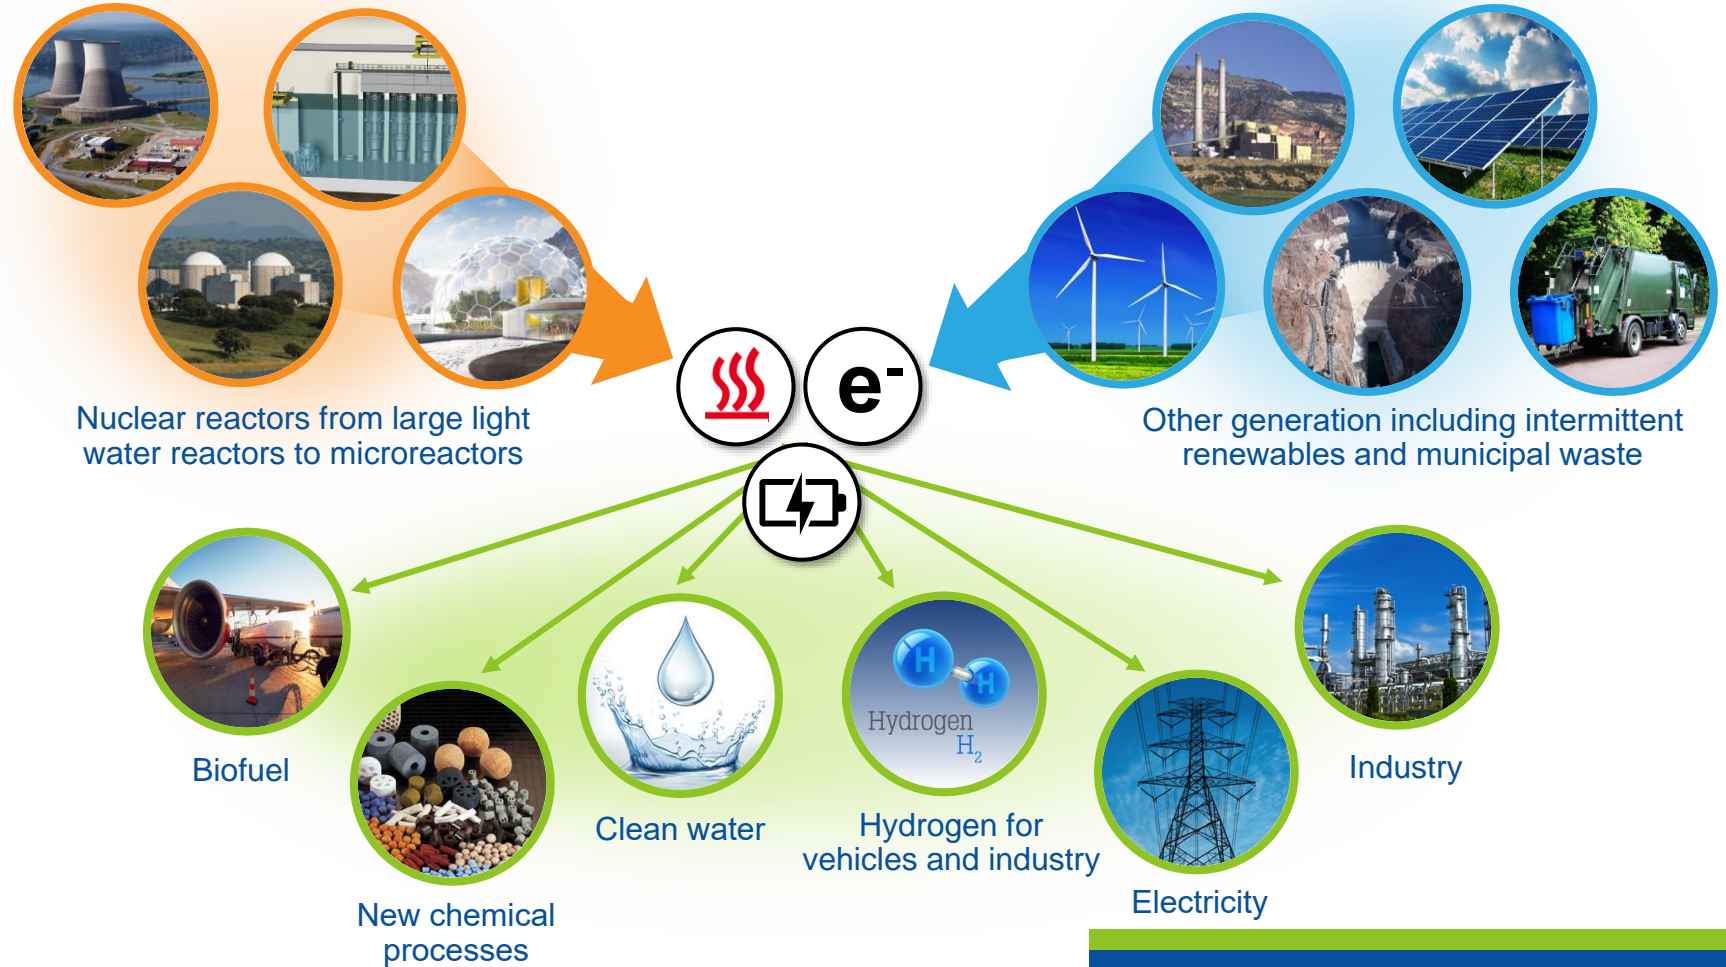 e-
Nuclear reactors from large light
water reactors to microreactors
Other generation including intermittent
renewables and municipal waste
H
H
Hydrogen
H2
Biofuel
New chemical
processes
Clean water
Hydrogen for
vehicles and industry
Electricity
Industry